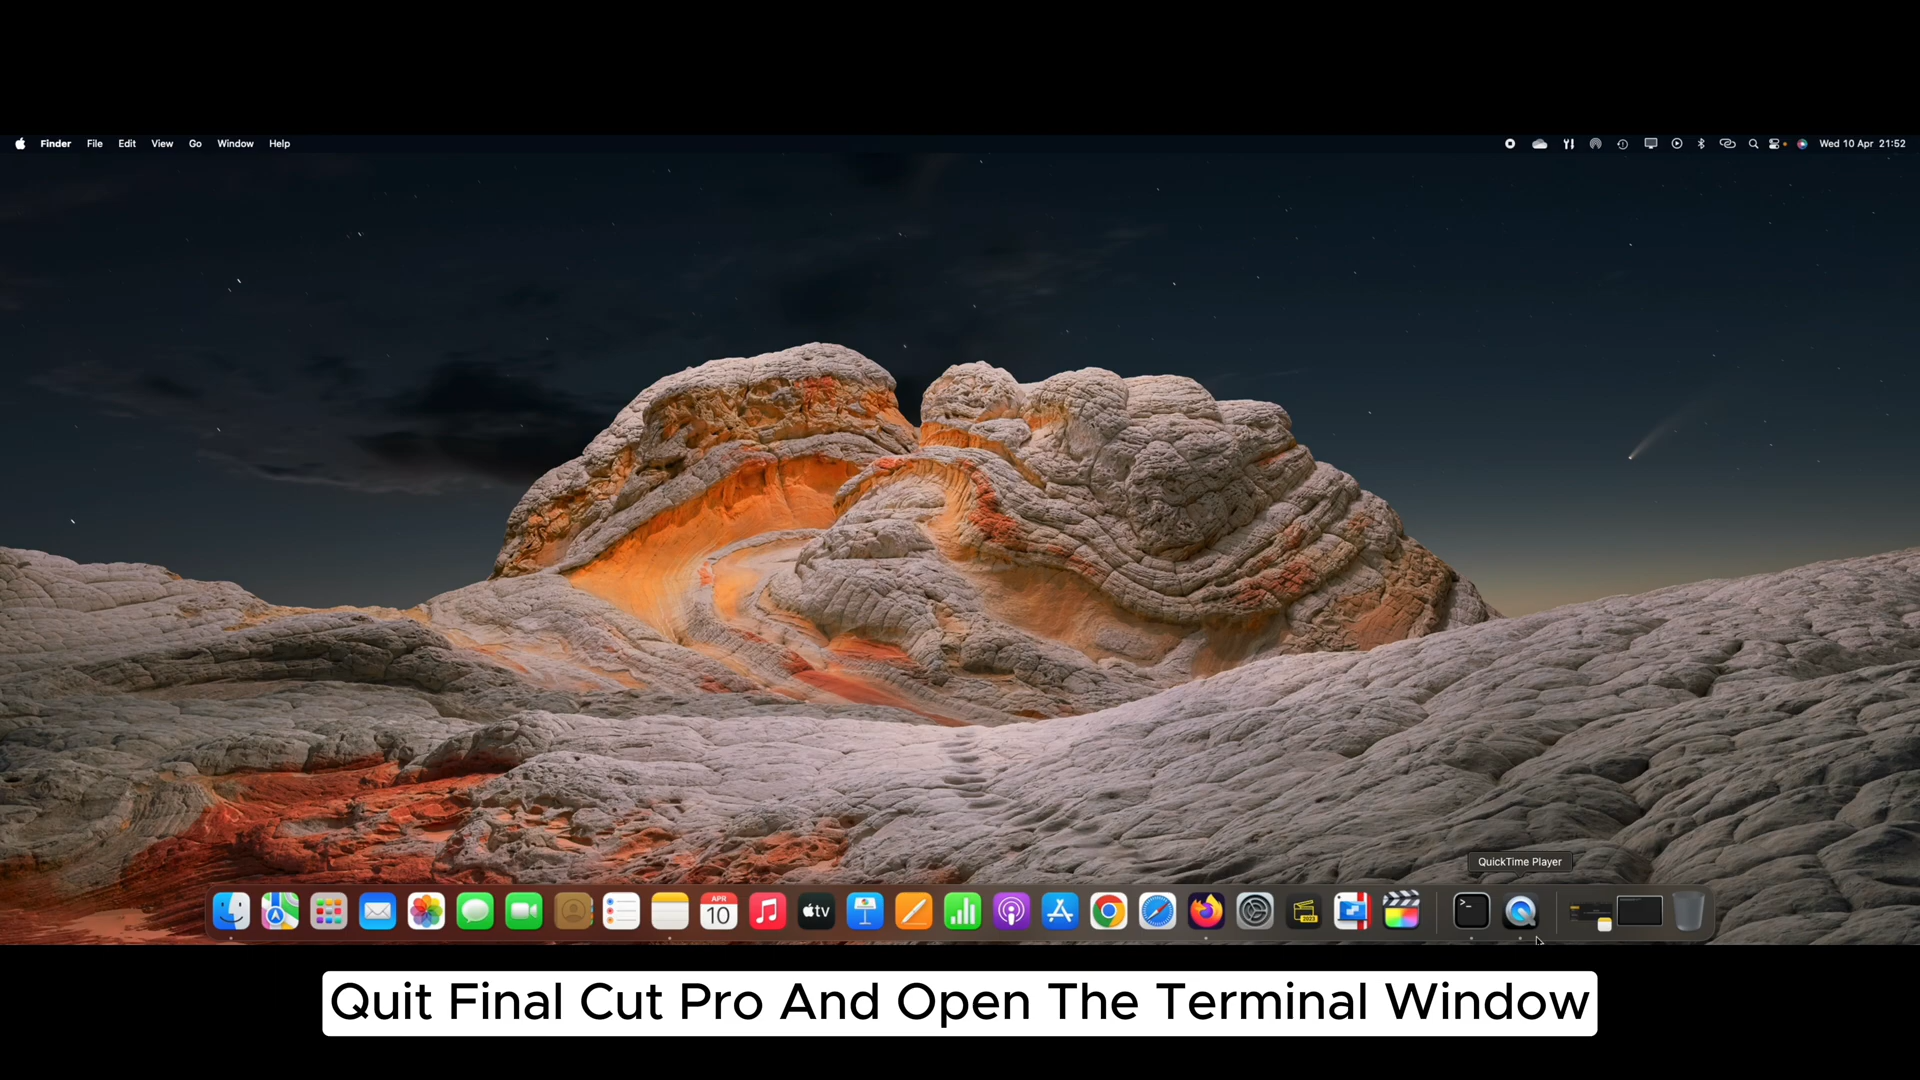 Finder File Edit View Go Window Help Wed 10 Apr 21:52
QuickTime Player
APR
10
tv
2023
>_
Quit Final Cut Pro And Open The Terminal Window